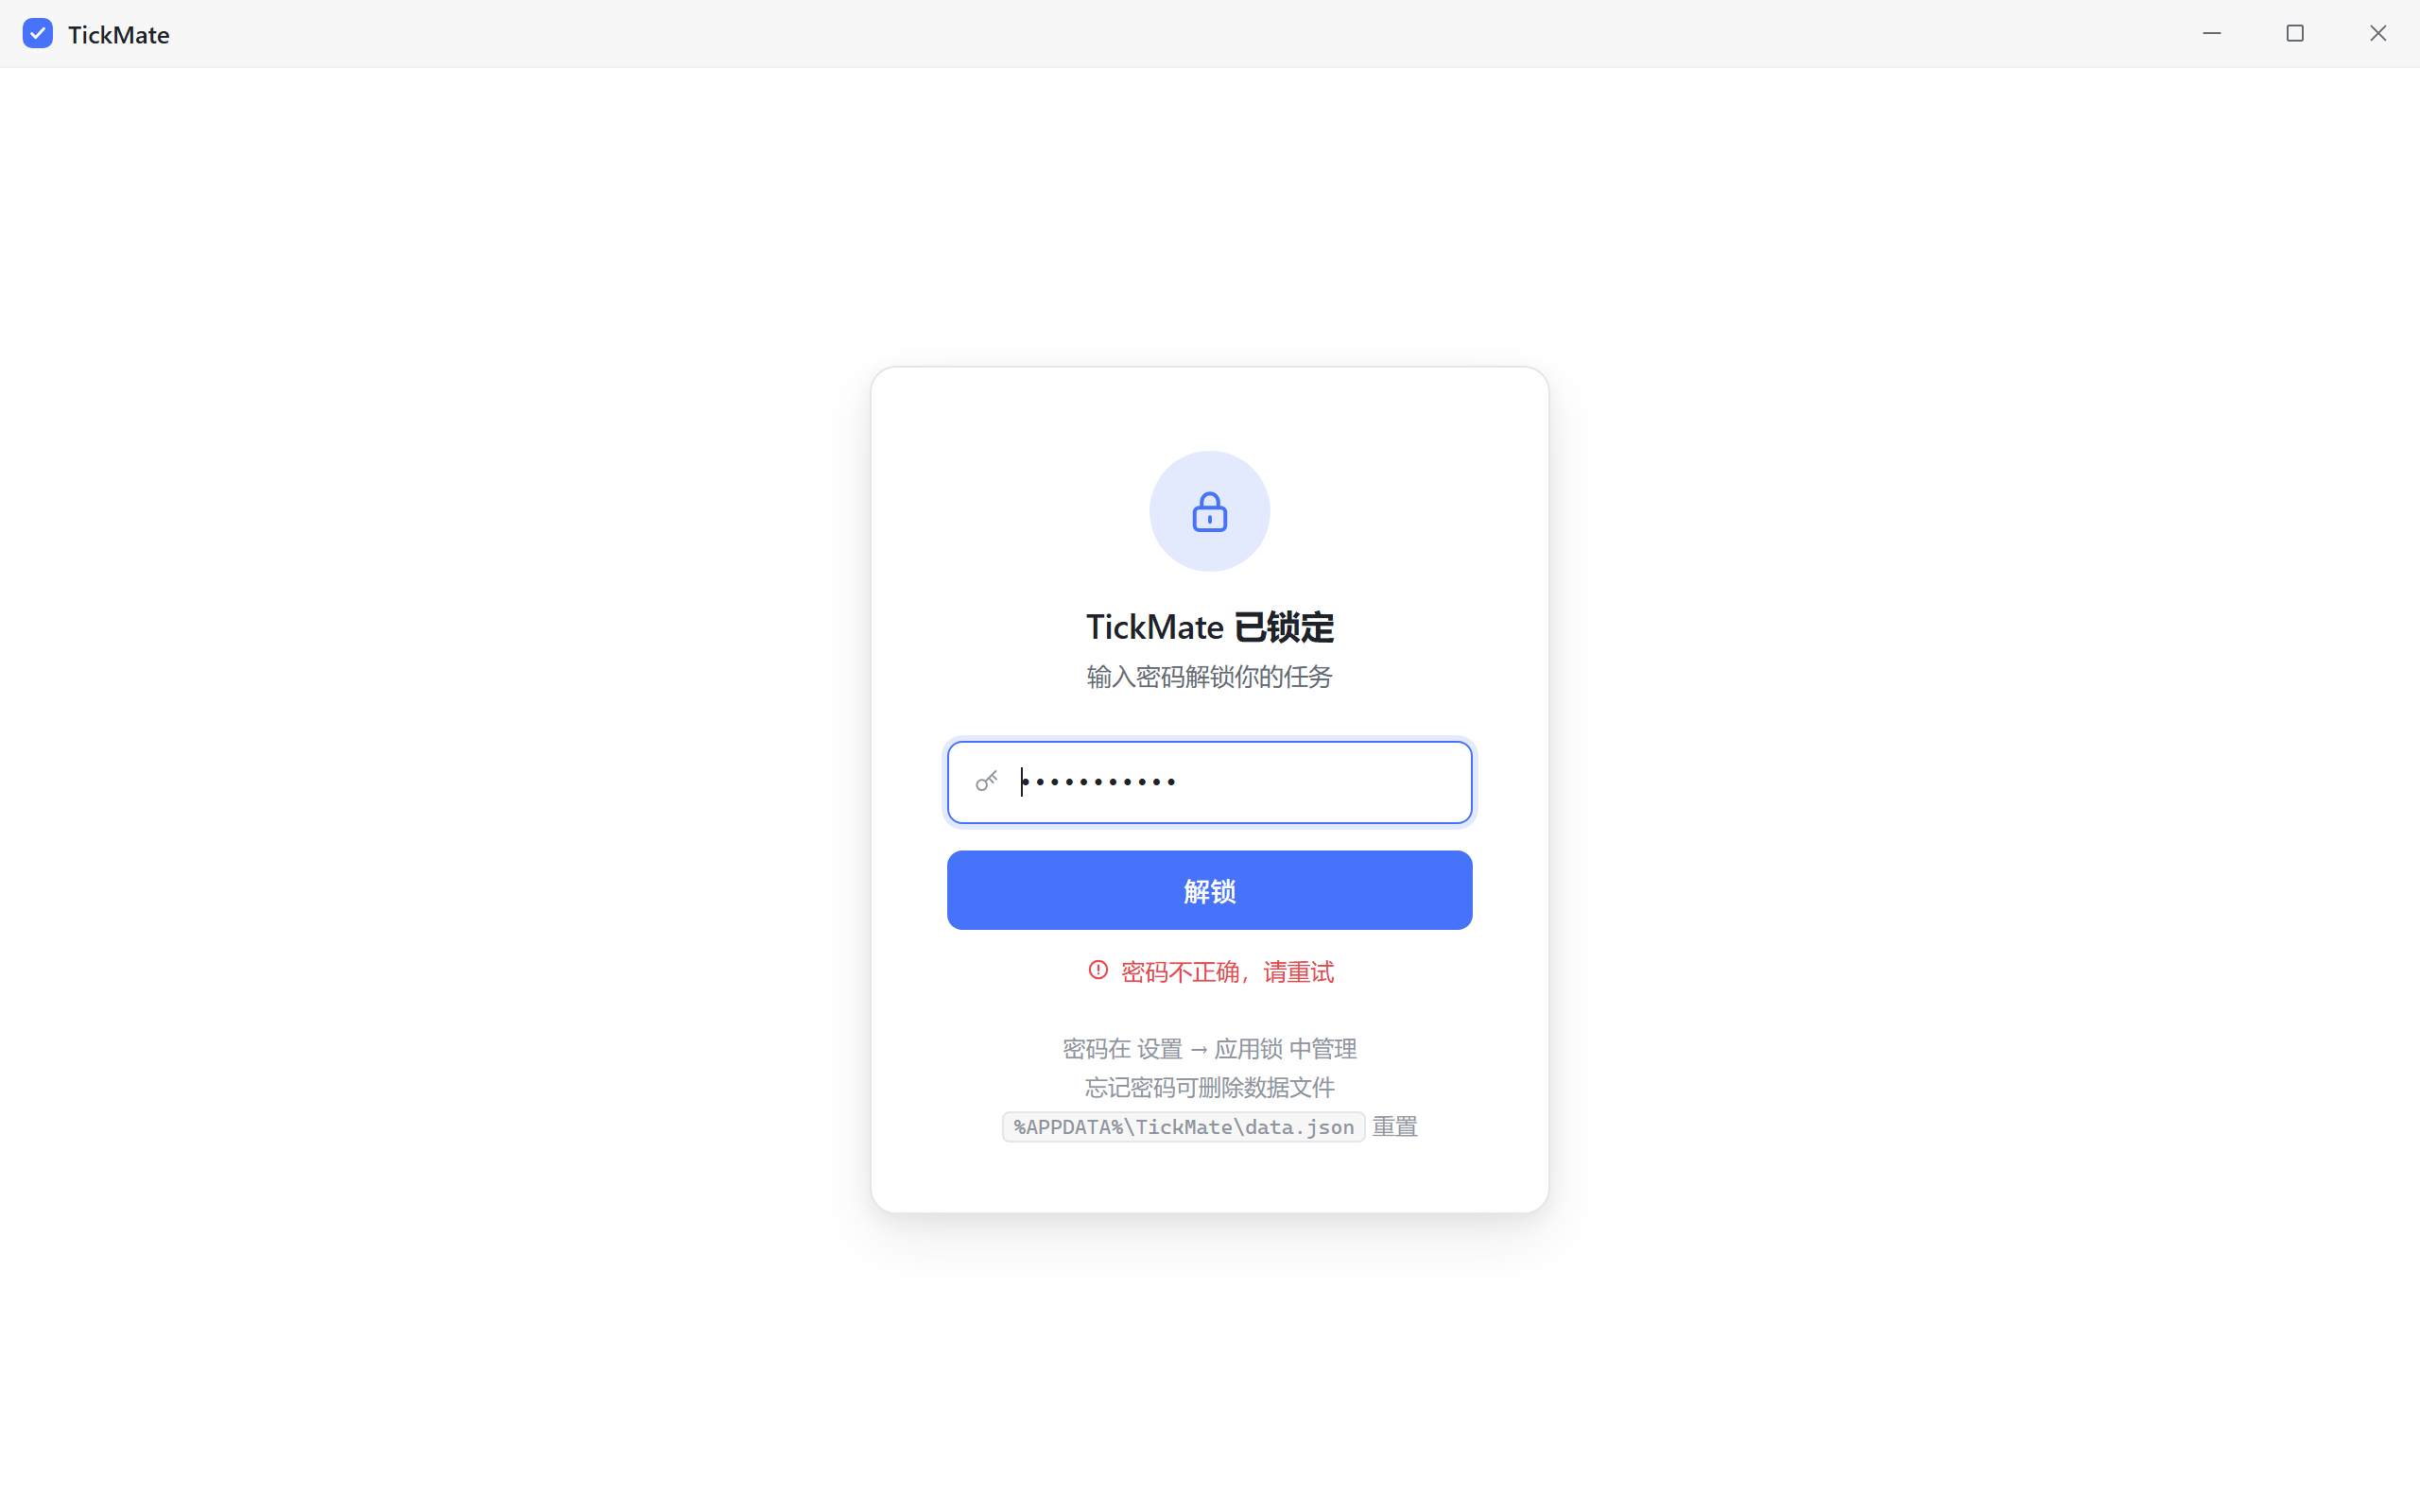 TickMate
TickMate 已锁定
输入密码解锁你的任务
•••••••••••
解锁
密码不正确，请重试
密码在 设置 → 应用锁 中管理
忘记密码可删除数据文件
%APPDATA%\TickMate\data.json 重置